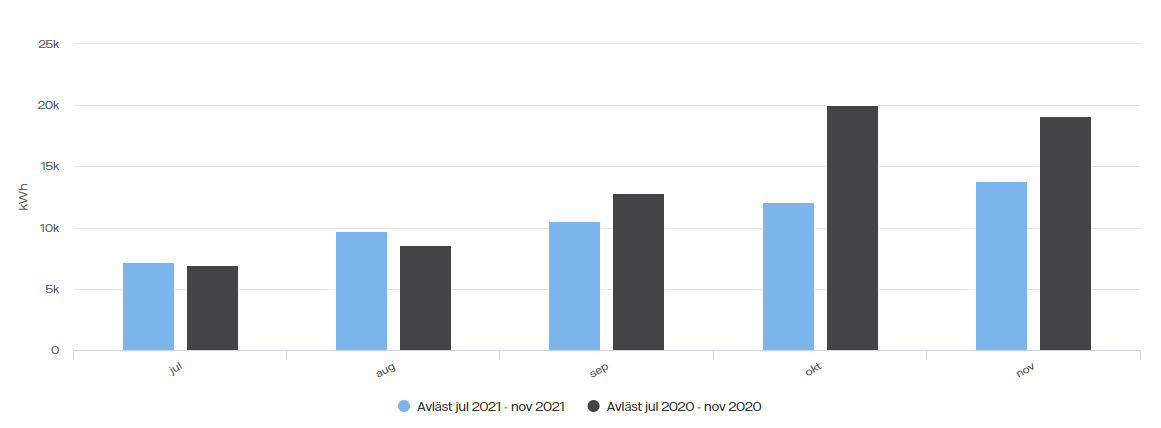 25k
20k
15k
10k
5k
0
kWh
jul
aug
sep
okt
nov
Avläst jul 2021 - nov 2021
Avläst jul 2020 - nov 2020